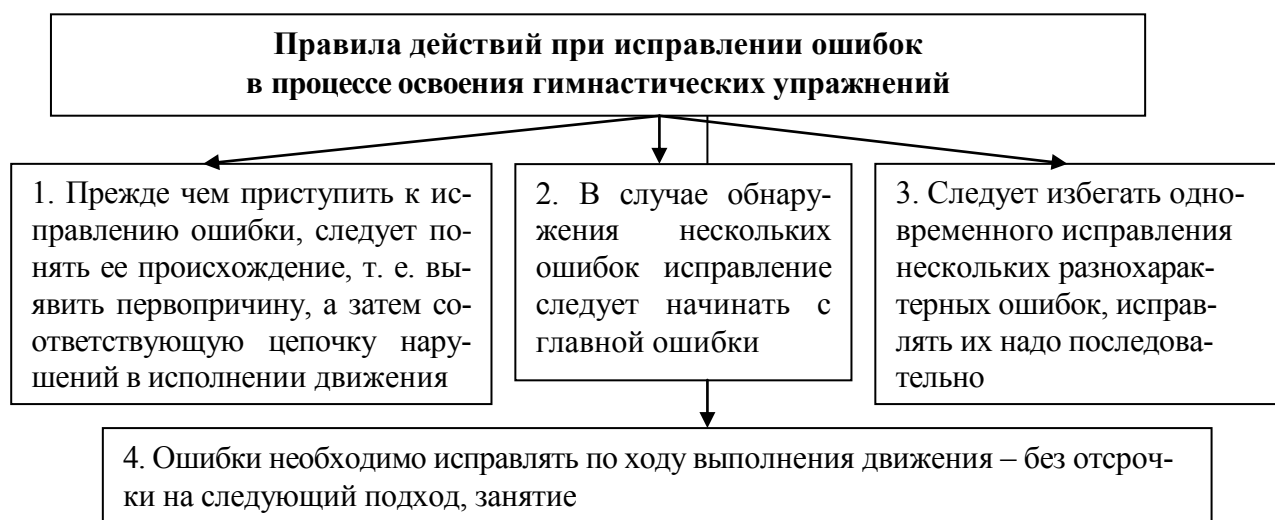 Правила действий при исправлении ошибок
в процессе освоения гимнастических упражнений
1. Прежде чем приступить к ис-
правлению ошибки, следует по-
нять ее происхождение, т. е. вы-
явить первопричину, а затем со-
ответствующую цепочку нару-
шений в исполнении движения
2. В случае обнару-
жения нескольких
ошибок исправление
следует начинать с
главной ошибки
3. Следует избегать одно-
временного исправления
нескольких разнохарак-
терных ошибок, исправ-
лять их надо последова-
тельно
4. Ошибки необходимо исправлять по ходу выполнения движения – без отсроч-
ки на следующий подход, занятие